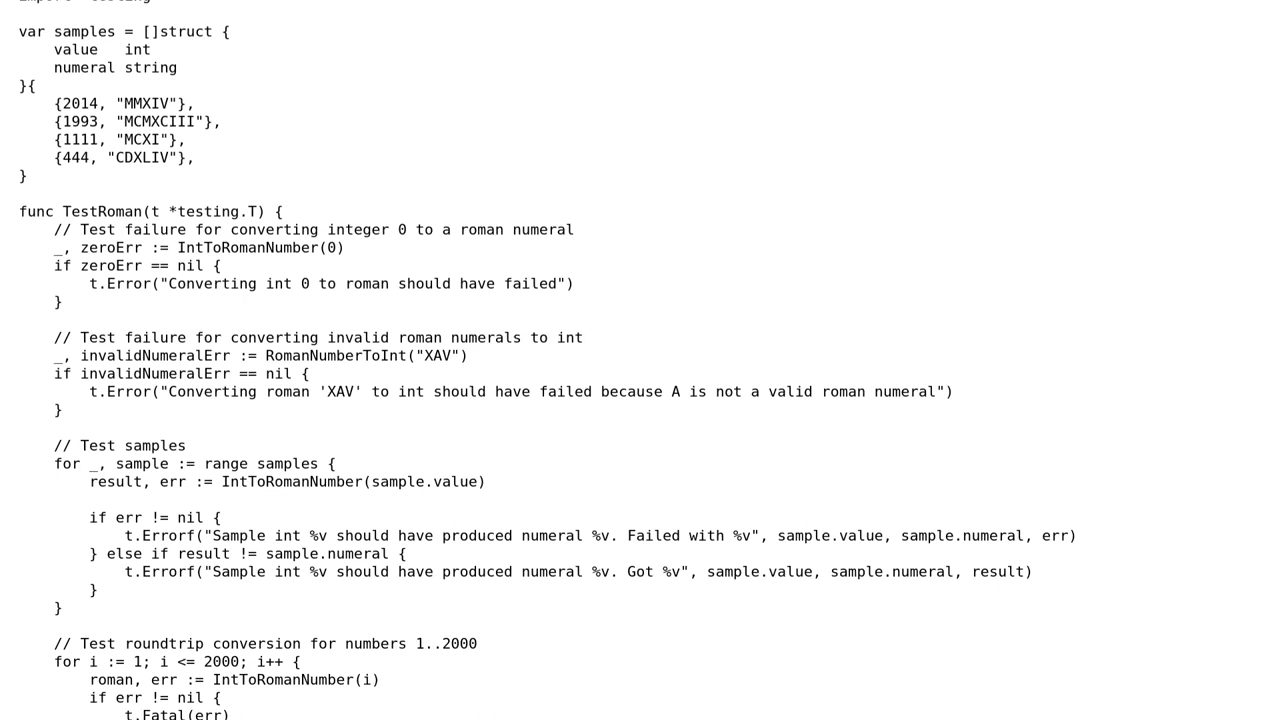 var samples = []struct {
    value   int
    numeral string
}{
    {2014, "MMXIV"},
    {1993, "MCMXCIII"},
    {1111, "MCXI"},
    {444, "CDXLIV"},
}

func TestRoman(t *testing.T) {
    // Test failure for converting integer 0 to a roman numeral
    _, zeroErr := IntToRomanNumber(0)
    if zeroErr == nil {
        t.Error("Converting int 0 to roman should have failed")
    }

    // Test failure for converting invalid roman numerals to int
    _, invalidNumeralErr := RomanNumberToInt("XAV")
    if invalidNumeralErr == nil {
        t.Error("Converting roman 'XAV' to int should have failed because A is not a valid roman numeral")
    }

    // Test samples
    for _, sample := range samples {
        result, err := IntToRomanNumber(sample.value)

        if err != nil {
            t.Errorf("Sample int %v should have produced numeral %v. Failed with %v", sample.value, sample.numeral, err)
        } else if result != sample.numeral {
            t.Errorf("Sample int %v should have produced numeral %v. Got %v", sample.value, sample.numeral, result)
        }
    }

    // Test roundtrip conversion for numbers 1..2000
    for i := 1; i <= 2000; i++ {
        roman, err := IntToRomanNumber(i)
        if err != nil {
            t.Fatal(err)